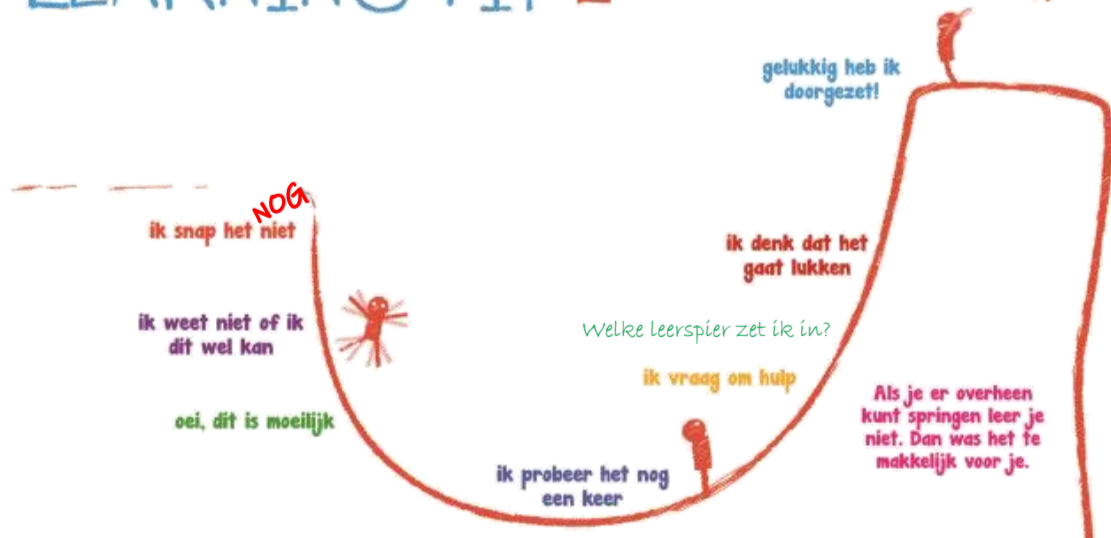 LEARNING PIT
gelukkig heb ik
doorgezet!
NOG
ik snap het niet
ik denk dat het
gaat lukken
ik weet niet of ik
dit wel kan
Welke leerspier zet ik in?
ik vraag om hulp
oei, dit is moeilijk
Als je er overheen
kunt springen leer je
niet. Dan was het te
makkelijk voor je.
ik probeer het nog
een keer